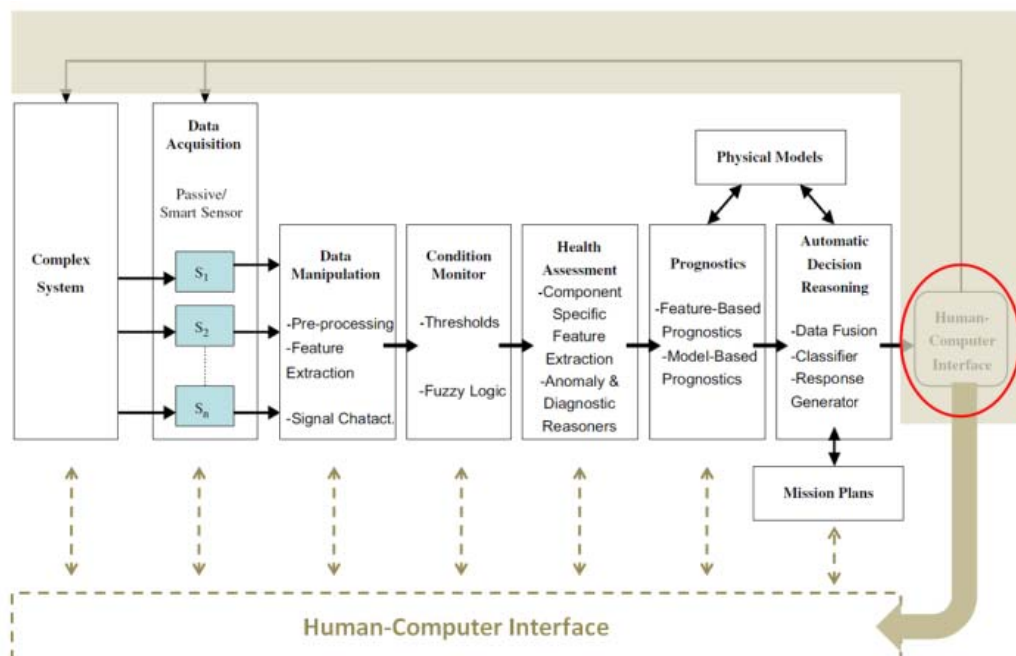 Complex
System
Data
Acquisition
Passive/
Smart Sensor
S1
S2
Sn
Data
Manipulation
-Pre-processing
-Feature
Extraction
-Signal Chatact.
Condition
Monitor
-Thresholds
-Fuzzy Logic
Health
Assessment
-Component
Specific
Feature
Extraction
-Anomaly &
Diagnostic
Reasoners
Physical Models
Prognostics
-Feature-Based
Prognostics
-Model-Based
Prognostics
Automatic
Decision
Reasoning
-Data Fusion
-Classifier
-Response
Generator
Human-
Computer
Interface
Mission Plans
Human-Computer Interface